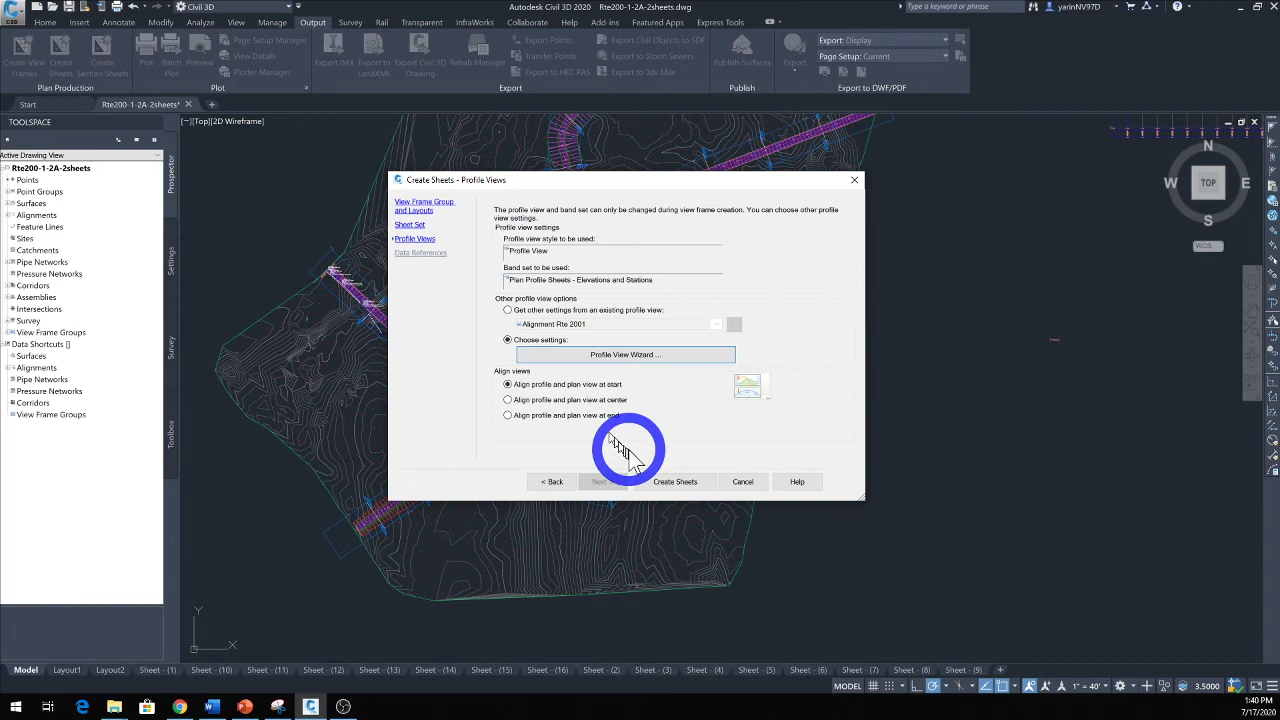 Civil 3D
Autodesk Civil 3D 2020 Rte200-1-2A-2sheets.dwg
Type a keyword or phrase
yarinNV97D
Home Insert Annotate Modify Analyze View Manage Output Survey Rail Transparent InfraWorks Collaborate Help Add-ins Featured Apps Express Tools
Create View Frames
Create Sheets
Create Section Sheets
Plot
Batch Plot
Preview
Page Setup Manager
View Details
Plotter Manager
Export IMX
Export to LandXML
Export Civil 3D Drawing
Rehab Manager
Export Points
Transfer Points
Export to HEC RAS
Export Civil Objects to SDF
Export to Storm Sewers
Export to 3ds Max
Publish Surfaces
Export
Export: Display
Page Setup: Current
Plan Production
Plot
Export
Publish
Export to DWF/PDF
Start
Rte200-1-2A-2sheets*
TOOLSPACE
Active Drawing View
Rte200-1-2A-2sheets
Points
Point Groups
Surfaces
Alignments
Feature Lines
Sites
Catchments
Pipe Networks
Pressure Networks
Corridors
Assemblies
Intersections
Survey
View Frame Groups
Data Shortcuts []
Surfaces
Alignments
Pipe Networks
Pressure Networks
Corridors
View Frame Groups
Prospector
Settings
Survey
Toolbox
[−][Top][2D Wireframe]
N
W
TOP
E
S
WCS
Create Sheets - Profile Views
View Frame Group and Layouts
Sheet Set
Profile Views
Data References
The profile view and band set can only be changed during view frame creation. You can choose other profile
view settings.
Profile view settings
Profile view style to be used:
Profile View
Band set to be used:
Plan Profile Sheets - Elevations and Stations
Other profile view options
Get other settings from an existing profile view:
Alignment Rte 2001
Choose settings:
Profile View Wizard ...
Align views
Align profile and plan view at start
Align profile and plan view at center
Align profile and plan view at end
< Back
Next
Create Sheets
Cancel
Help
Y
X
Model Layout1 Layout2 Sheet - (1) Sheet - (10) Sheet - (11) Sheet - (12) Sheet - (13) Sheet - (14) Sheet - (15) Sheet - (16) Sheet - (2) Sheet - (3) Sheet - (4) Sheet - (5) Sheet - (6) Sheet - (7) Sheet - (8) Sheet - (9)
MODEL
1" = 40'
3.5000
1:40 PM
7/17/2020